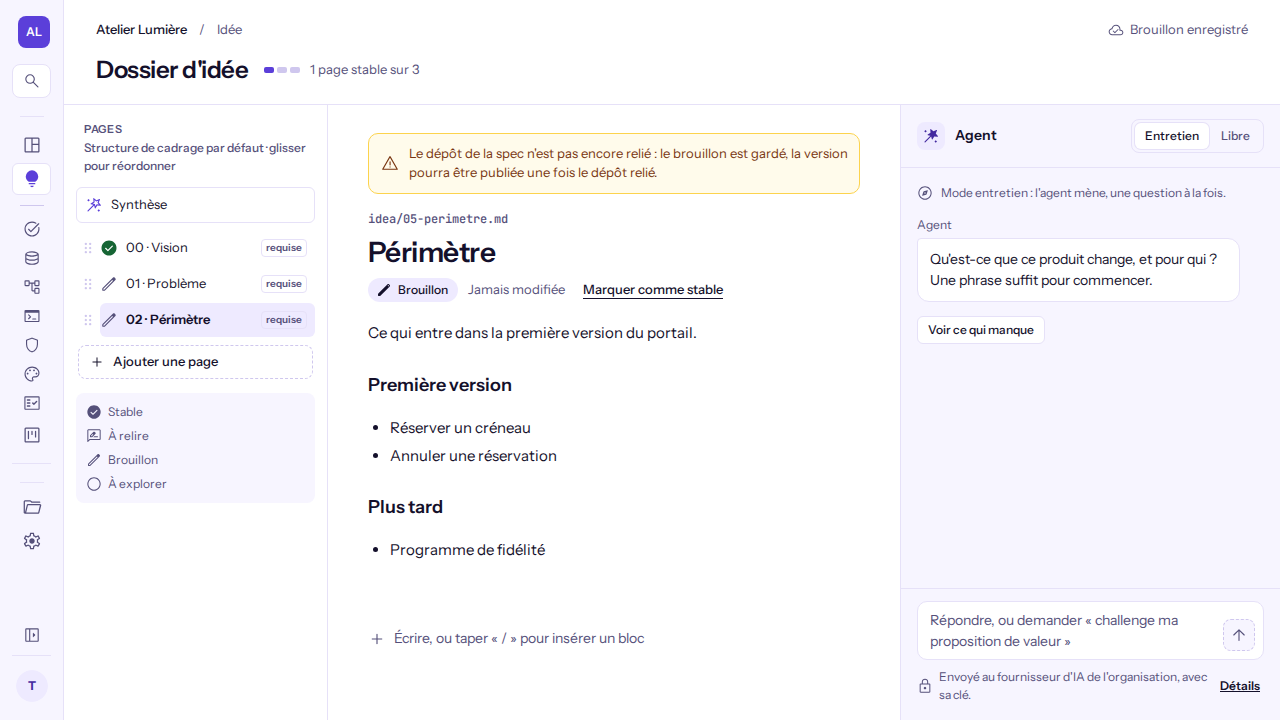 AL
Atelier Lumière / Idée
Brouillon enregistré
Dossier d'idée
1 page stable sur 3
PAGES
Structure de cadrage par défaut · glisser
pour réordonner
Synthèse
00 · Vision
requise
01 · Problème
requise
02 · Périmètre
requise
Ajouter une page
Stable
À relire
Brouillon
À explorer
Le dépôt de la spec n'est pas encore relié : le brouillon est gardé, la version
pourra être publiée une fois le dépôt relié.
idea/05-perimetre.md
Périmètre
Brouillon
Jamais modifiée
Marquer comme stable
Ce qui entre dans la première version du portail.
Première version
• Réserver un créneau
• Annuler une réservation
Plus tard
• Programme de fidélité
Écrire, ou taper « / » pour insérer un bloc
Agent
Entretien
Libre
Mode entretien : l'agent mène, une question à la fois.
Agent
Qu'est-ce que ce produit change, et pour qui ?
Une phrase suffit pour commencer.
Voir ce qui manque
Répondre, ou demander « challenge ma
proposition de valeur »
Envoyé au fournisseur d'IA de l'organisation, avec
sa clé.
Détails
T